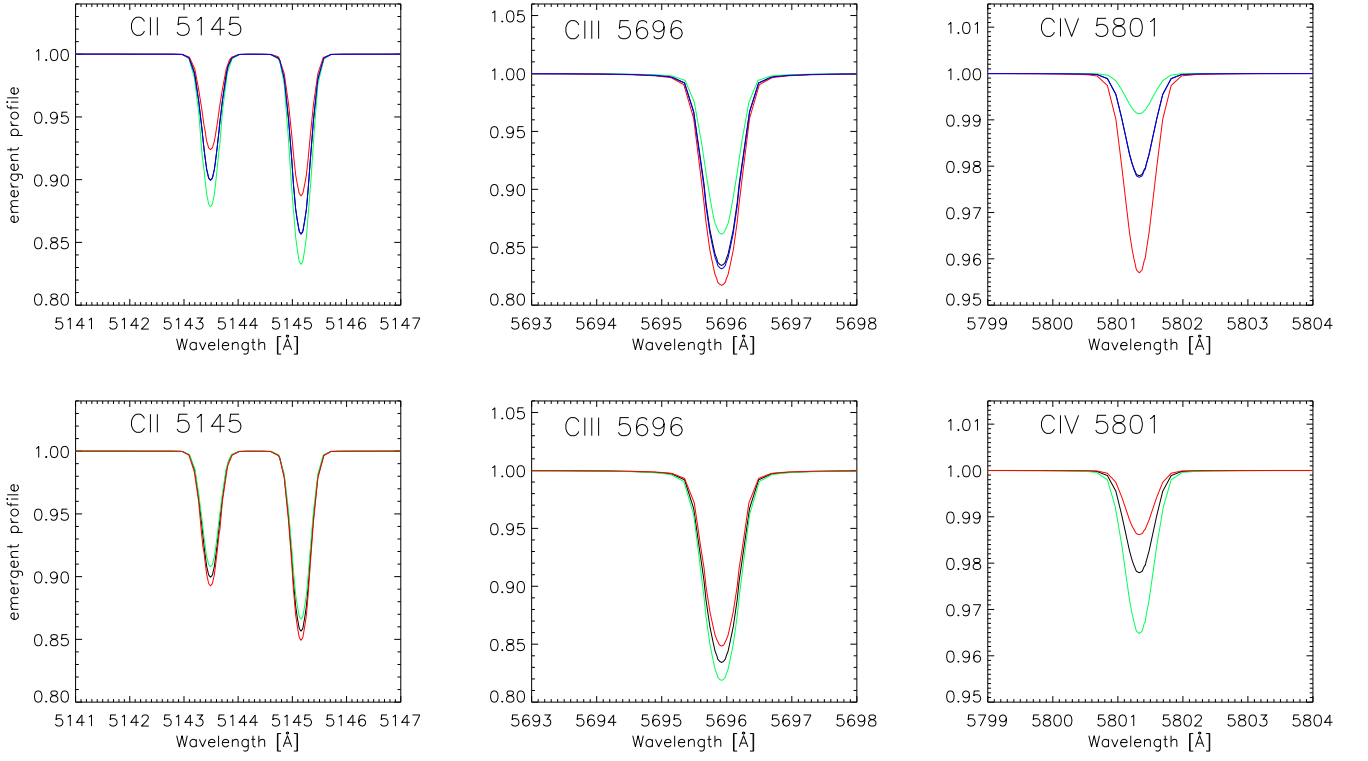 CII 5145
CIII 5696
CIV 5801
emergent profile
1.00
0.95
0.90
0.85
0.80
5141 5142 5143 5144 5145 5146 5147
Wavelength [Å]
1.05
1.00
0.95
0.90
0.85
0.80
5693 5694 5695 5696 5697 5698
Wavelength [Å]
1.01
1.00
0.99
0.98
0.97
0.96
0.95
5799 5800 5801 5802 5803 5804
Wavelength [Å]
CII 5145
CIII 5696
CIV 5801
emergent profile
1.00
0.95
0.90
0.85
0.80
5141 5142 5143 5144 5145 5146 5147
Wavelength [Å]
1.05
1.00
0.95
0.90
0.85
0.80
5693 5694 5695 5696 5697 5698
Wavelength [Å]
1.01
1.00
0.99
0.98
0.97
0.96
0.95
5799 5800 5801 5802 5803 5804
Wavelength [Å]